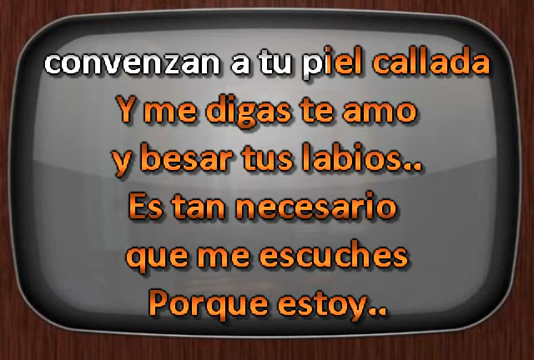 convenzan a tu piel callada
Y me digas te amo
y besar tus labios..
Es tan necesario
que me escuches
Porque estoy..